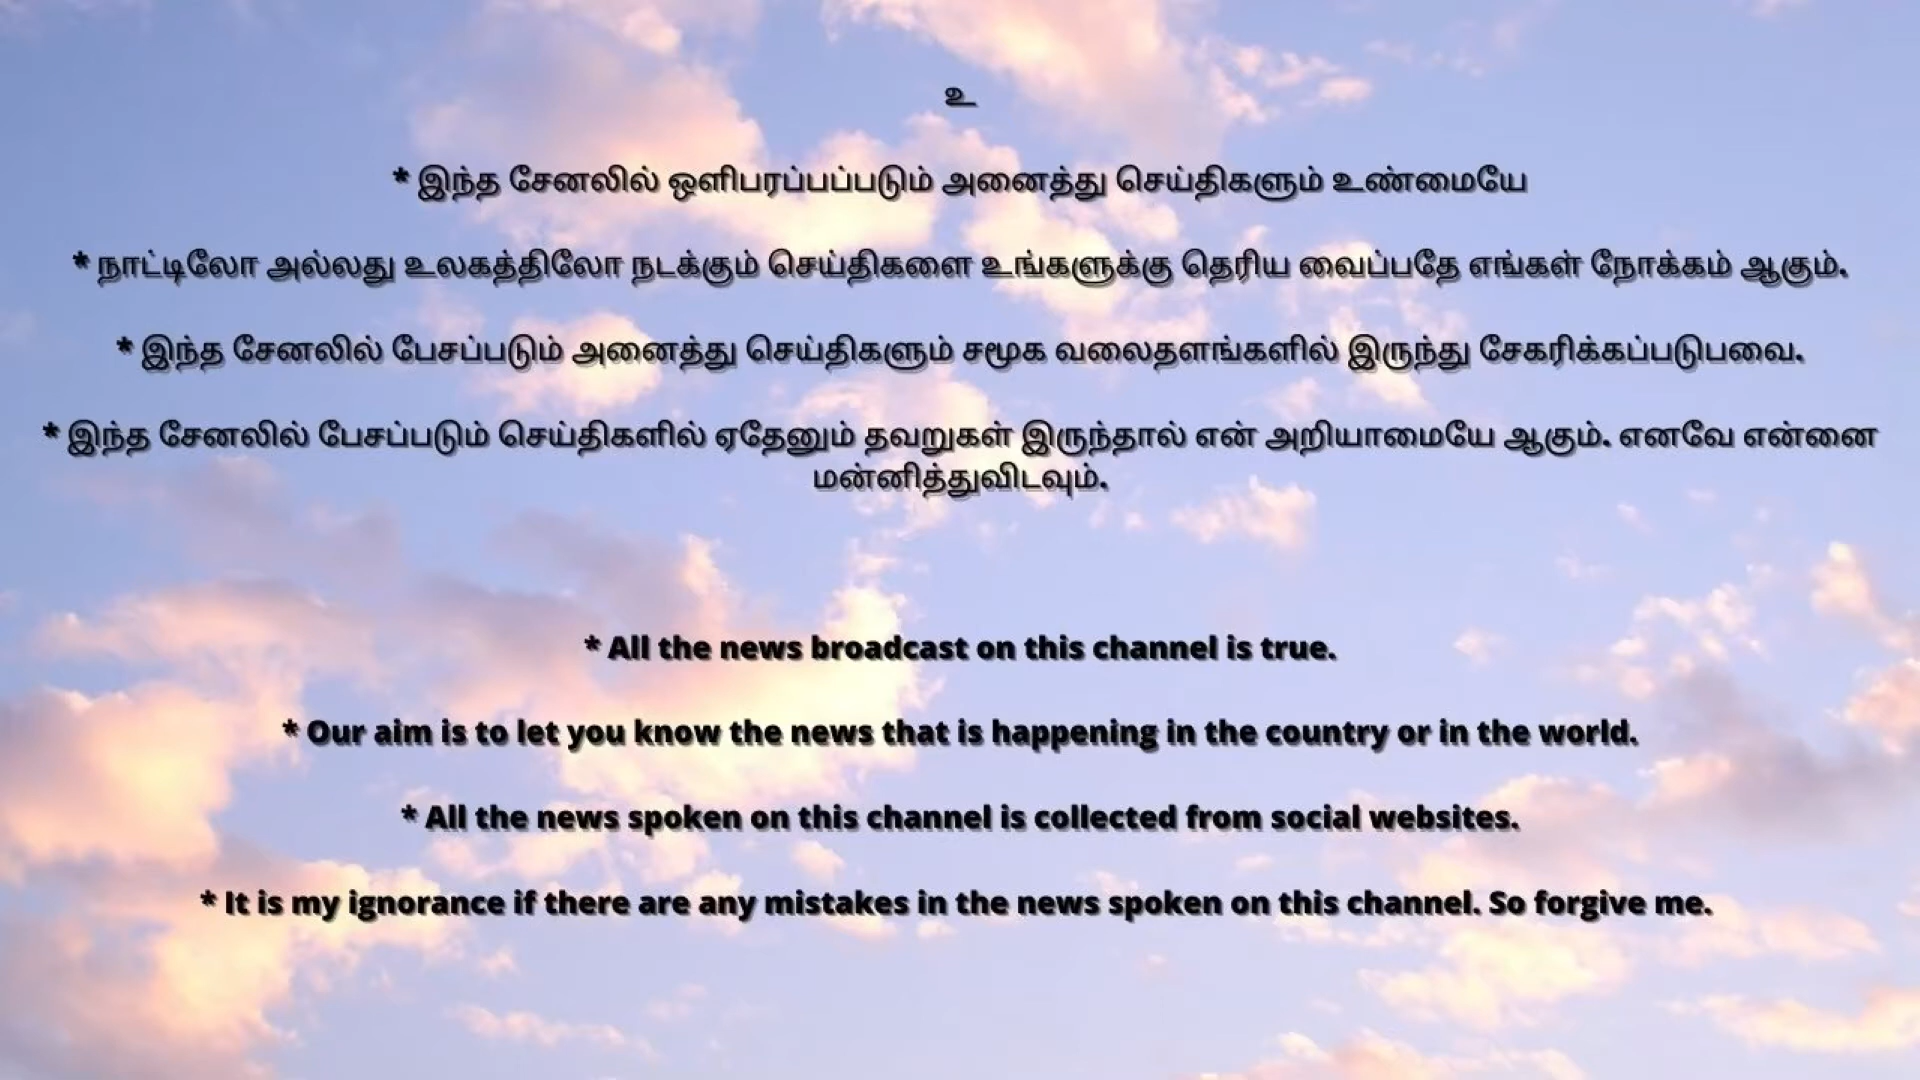 உ
* இந்த சேனலில் ஒளிபரப்பப்படும் அனைத்து செய்திகளும் உண்மையே
* நாட்டிலோ அல்லது உலகத்திலோ நடக்கும் செய்திகளை உங்களுக்கு தெரிய வைப்பதே எங்கள் நோக்கம் ஆகும்.
* இந்த சேனலில் பேசப்படும் அனைத்து செய்திகளும் சமூக வலைதளங்களில் இருந்து சேகரிக்கப்படுபவை.
* இந்த சேனலில் பேசப்படும் செய்திகளில் ஏதேனும் தவறுகள் இருந்தால் என் அறியாமையே ஆகும். எனவே என்னை
மன்னித்துவிடவும்.
* All the news broadcast on this channel is true.
* Our aim is to let you know the news that is happening in the country or in the world.
* All the news spoken on this channel is collected from social websites.
* It is my ignorance if there are any mistakes in the news spoken on this channel. So forgive me.